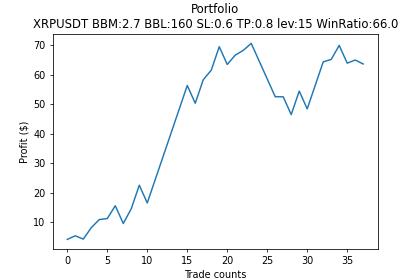 Portfolio
XRPUSDT BBM:2.7 BBL:160 SL:0.6 TP:0.8 lev:15 WinRatio:66.0
70
60
50
40
30
20
10
Profit ($)
0 5 10 15 20 25 30 35
Trade counts